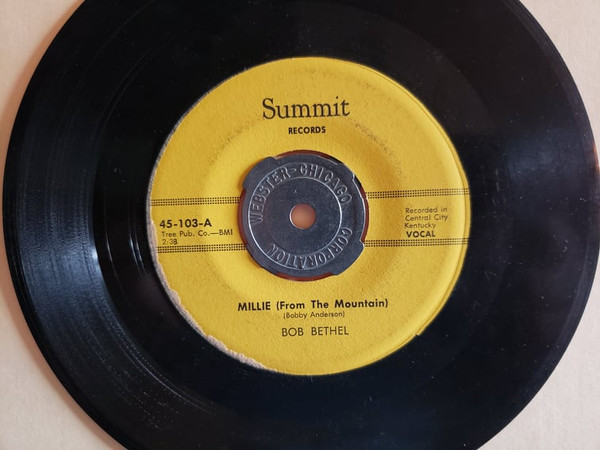 Summit
RECORDS
WEBSTER-CHICAGO
CORPORATION
45-103-A
Tree Pub. Co.—BMI
2:38
Recorded in
Central City
Kentucky
VOCAL
MILLIE (From The Mountain)
(Bobby Anderson)
BOB BETHEL